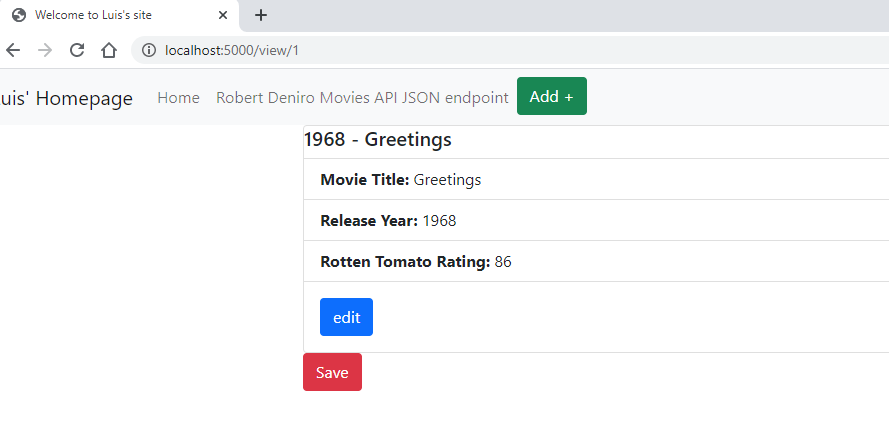 Welcome to Luis's site
localhost:5000/view/1
uis' Homepage Home Robert Deniro Movies API JSON endpoint Add +
1968 - Greetings
Movie Title: Greetings
Release Year: 1968
Rotten Tomato Rating: 86
edit
Save